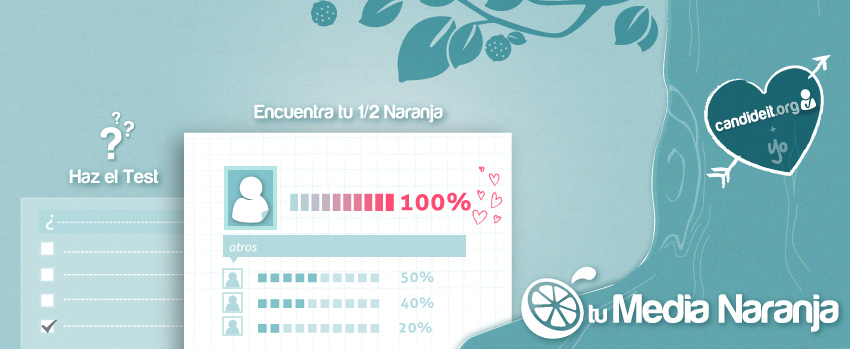 ???
Haz el Test
¿
Encuentra tu 1/2 Naranja
100%
otros
50%
40%
20%
candideit.org
+
yo
tu Media Naranja